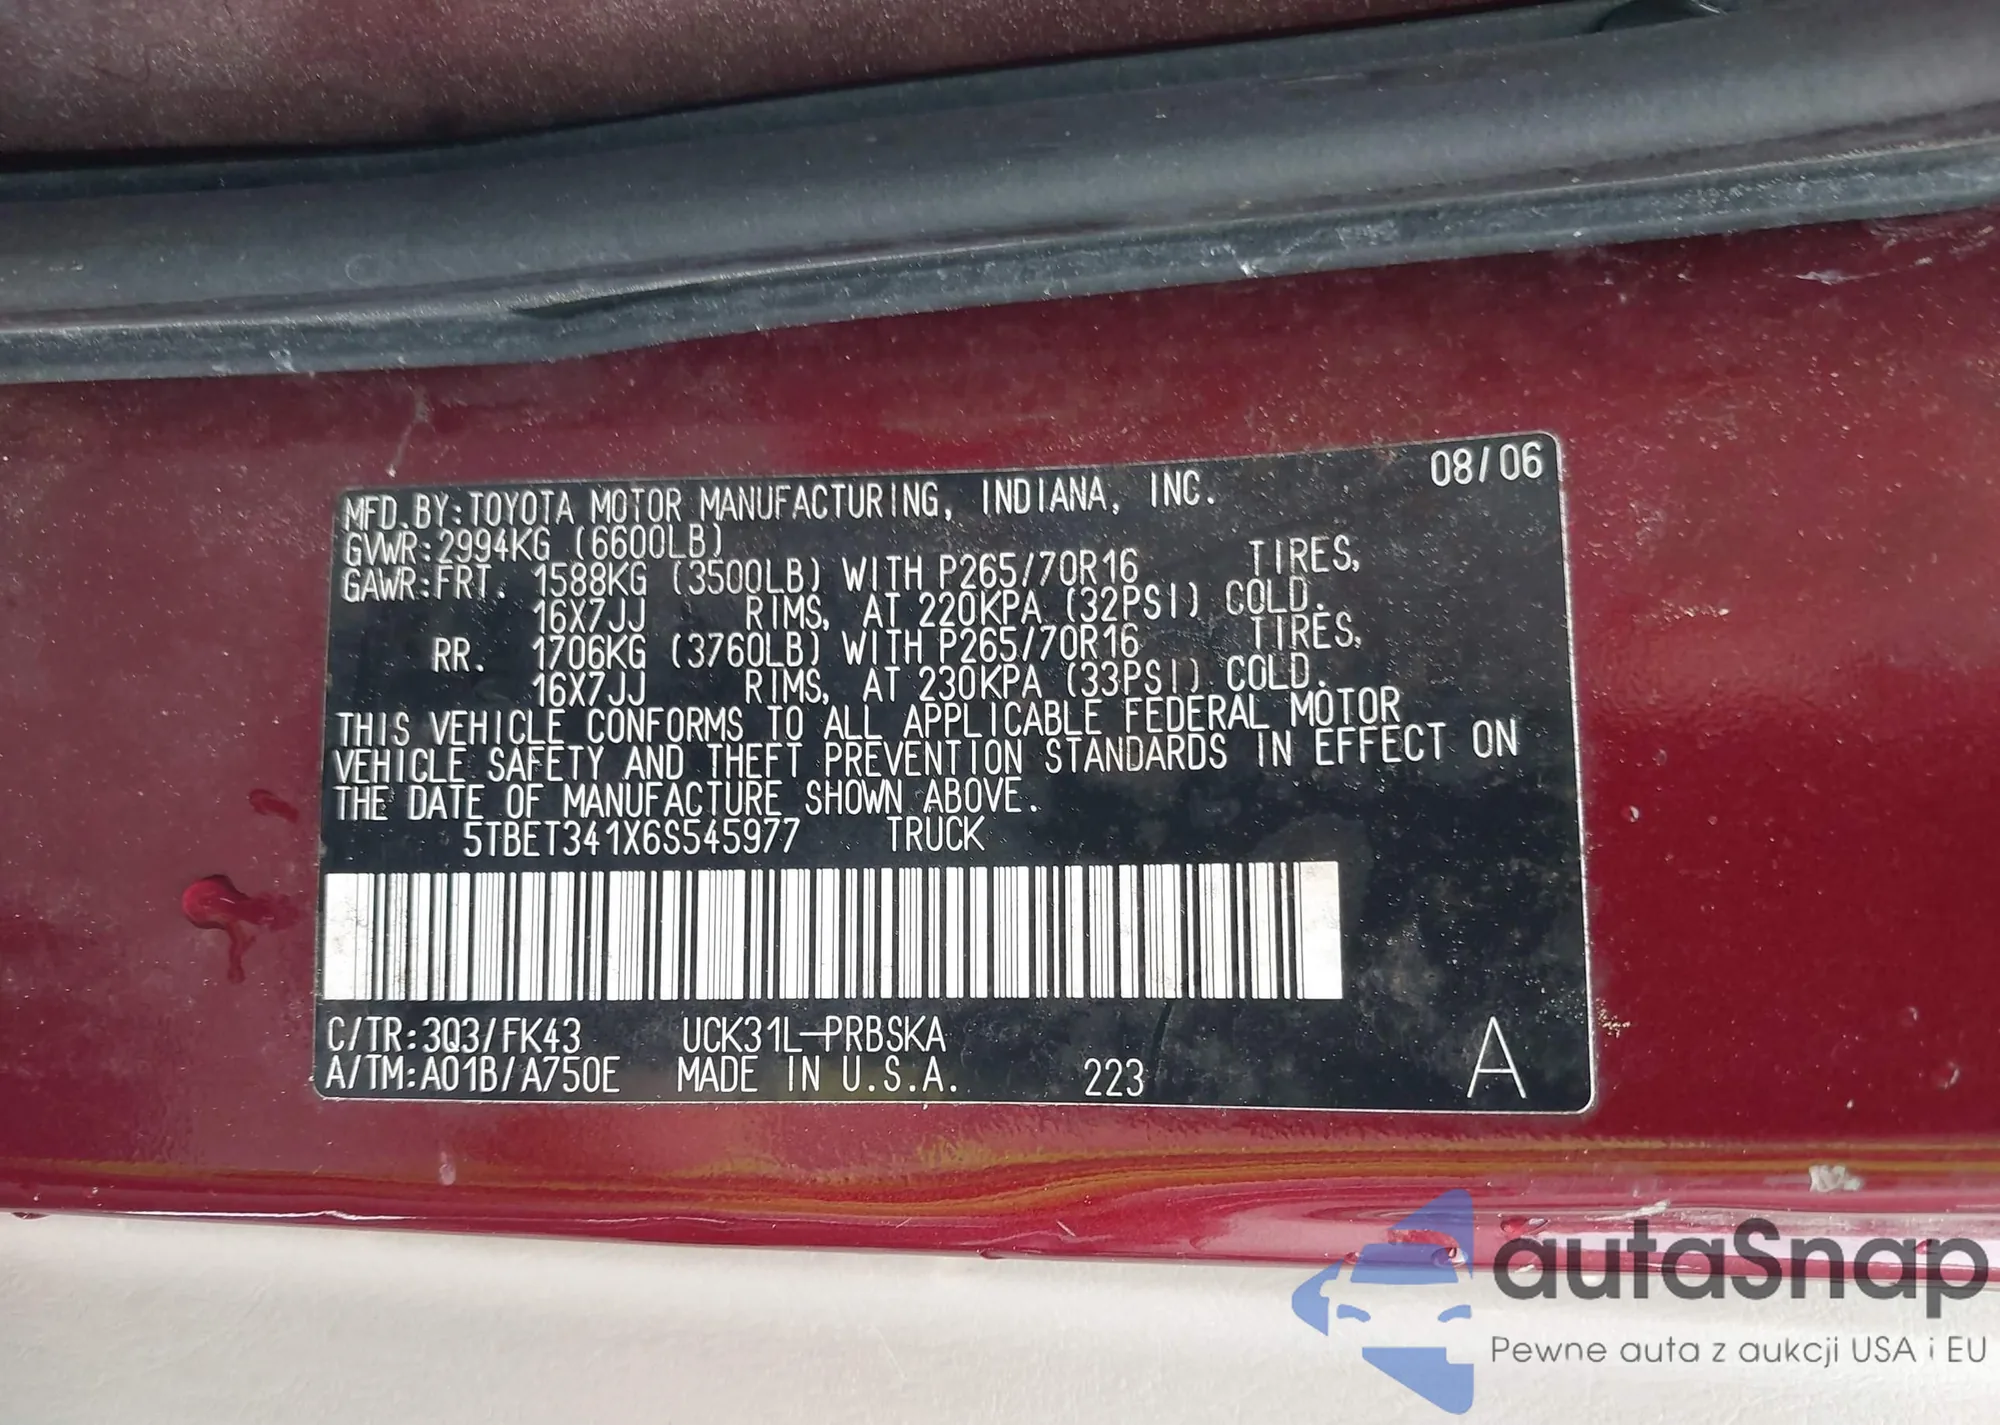 08/06
MFD.BY:TOYOTA MOTOR MANUFACTURING, INDIANA, INC.
GVWR:2994KG (6600LB)
GAWR:FRT. 1588KG (3500LB) WITH P265/70R16 TIRES,
16X7JJ RIMS, AT 220KPA (32PSI) COLD.
RR. 1706KG (3760LB) WITH P265/70R16 TIRES,
16X7JJ RIMS, AT 230KPA (33PSI) COLD.
THIS VEHICLE CONFORMS TO ALL APPLICABLE FEDERAL MOTOR
VEHICLE SAFETY AND THEFT PREVENTION STANDARDS IN EFFECT ON
THE DATE OF MANUFACTURE SHOWN ABOVE.
5TBET341X6S545977 TRUCK
C/TR:3Q3/FK43 UCK31L-PRBSKA
A/TM:A01B/A750E MADE IN U.S.A. 223 A
autaSnap
Pewne auta z aukcji USA i EU